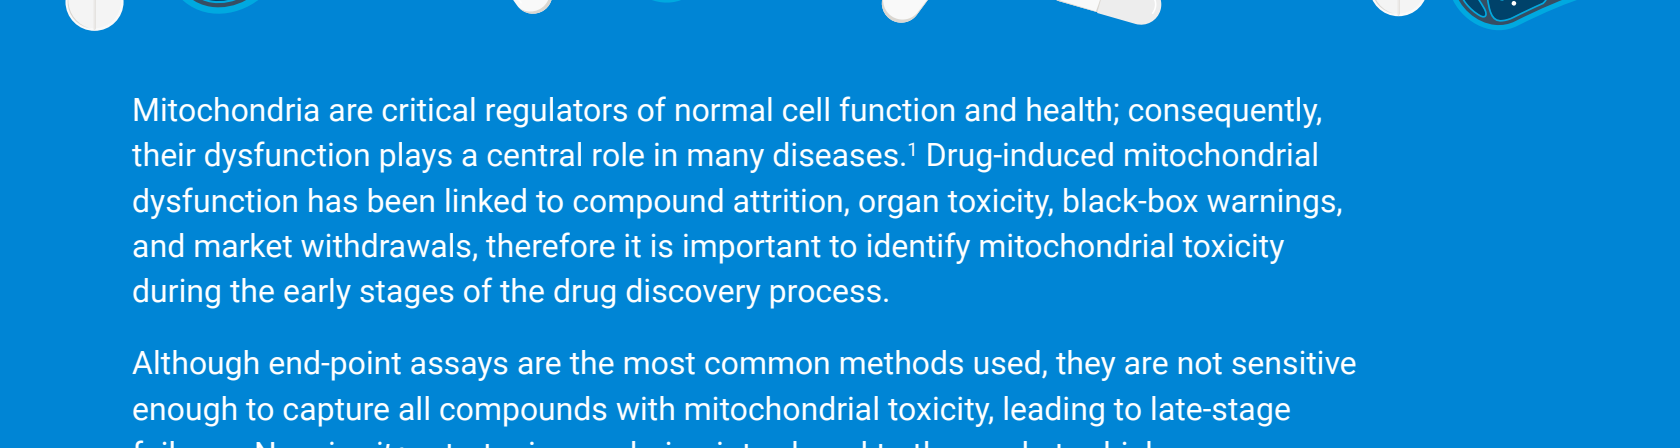 Mitochondria are critical regulators of normal cell function and health; consequently,
their dysfunction plays a central role in many diseases.¹ Drug-induced mitochondrial
dysfunction has been linked to compound attrition, organ toxicity, black-box warnings,
and market withdrawals, therefore it is important to identify mitochondrial toxicity
during the early stages of the drug discovery process.
Although end-point assays are the most common methods used, they are not sensitive
enough to capture all compounds with mitochondrial toxicity, leading to late-stage